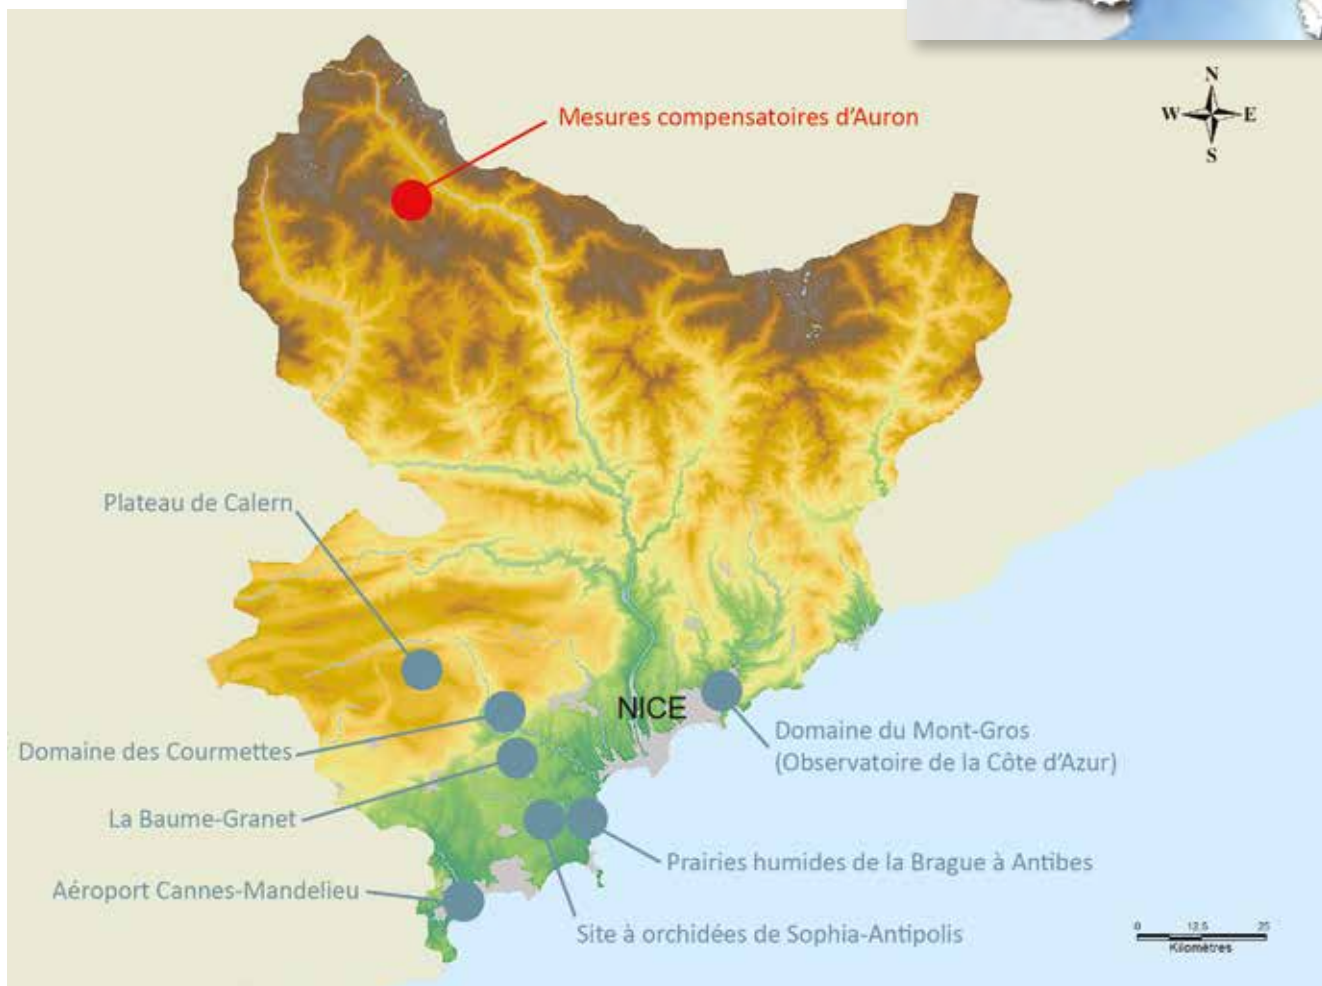 N
W E
S
Mesures compensatoires d'Auron
Plateau de Calern
NICE
Domaine des Courmettes
Domaine du Mont-Gros
(Observatoire de la Côte d'Azur)
La Baume-Granet
Prairies humides de la Brague à Antibes
Aéroport Cannes-Mandelieu
Site à orchidées de Sophia-Antipolis
0 12,5 25
Kilomètres